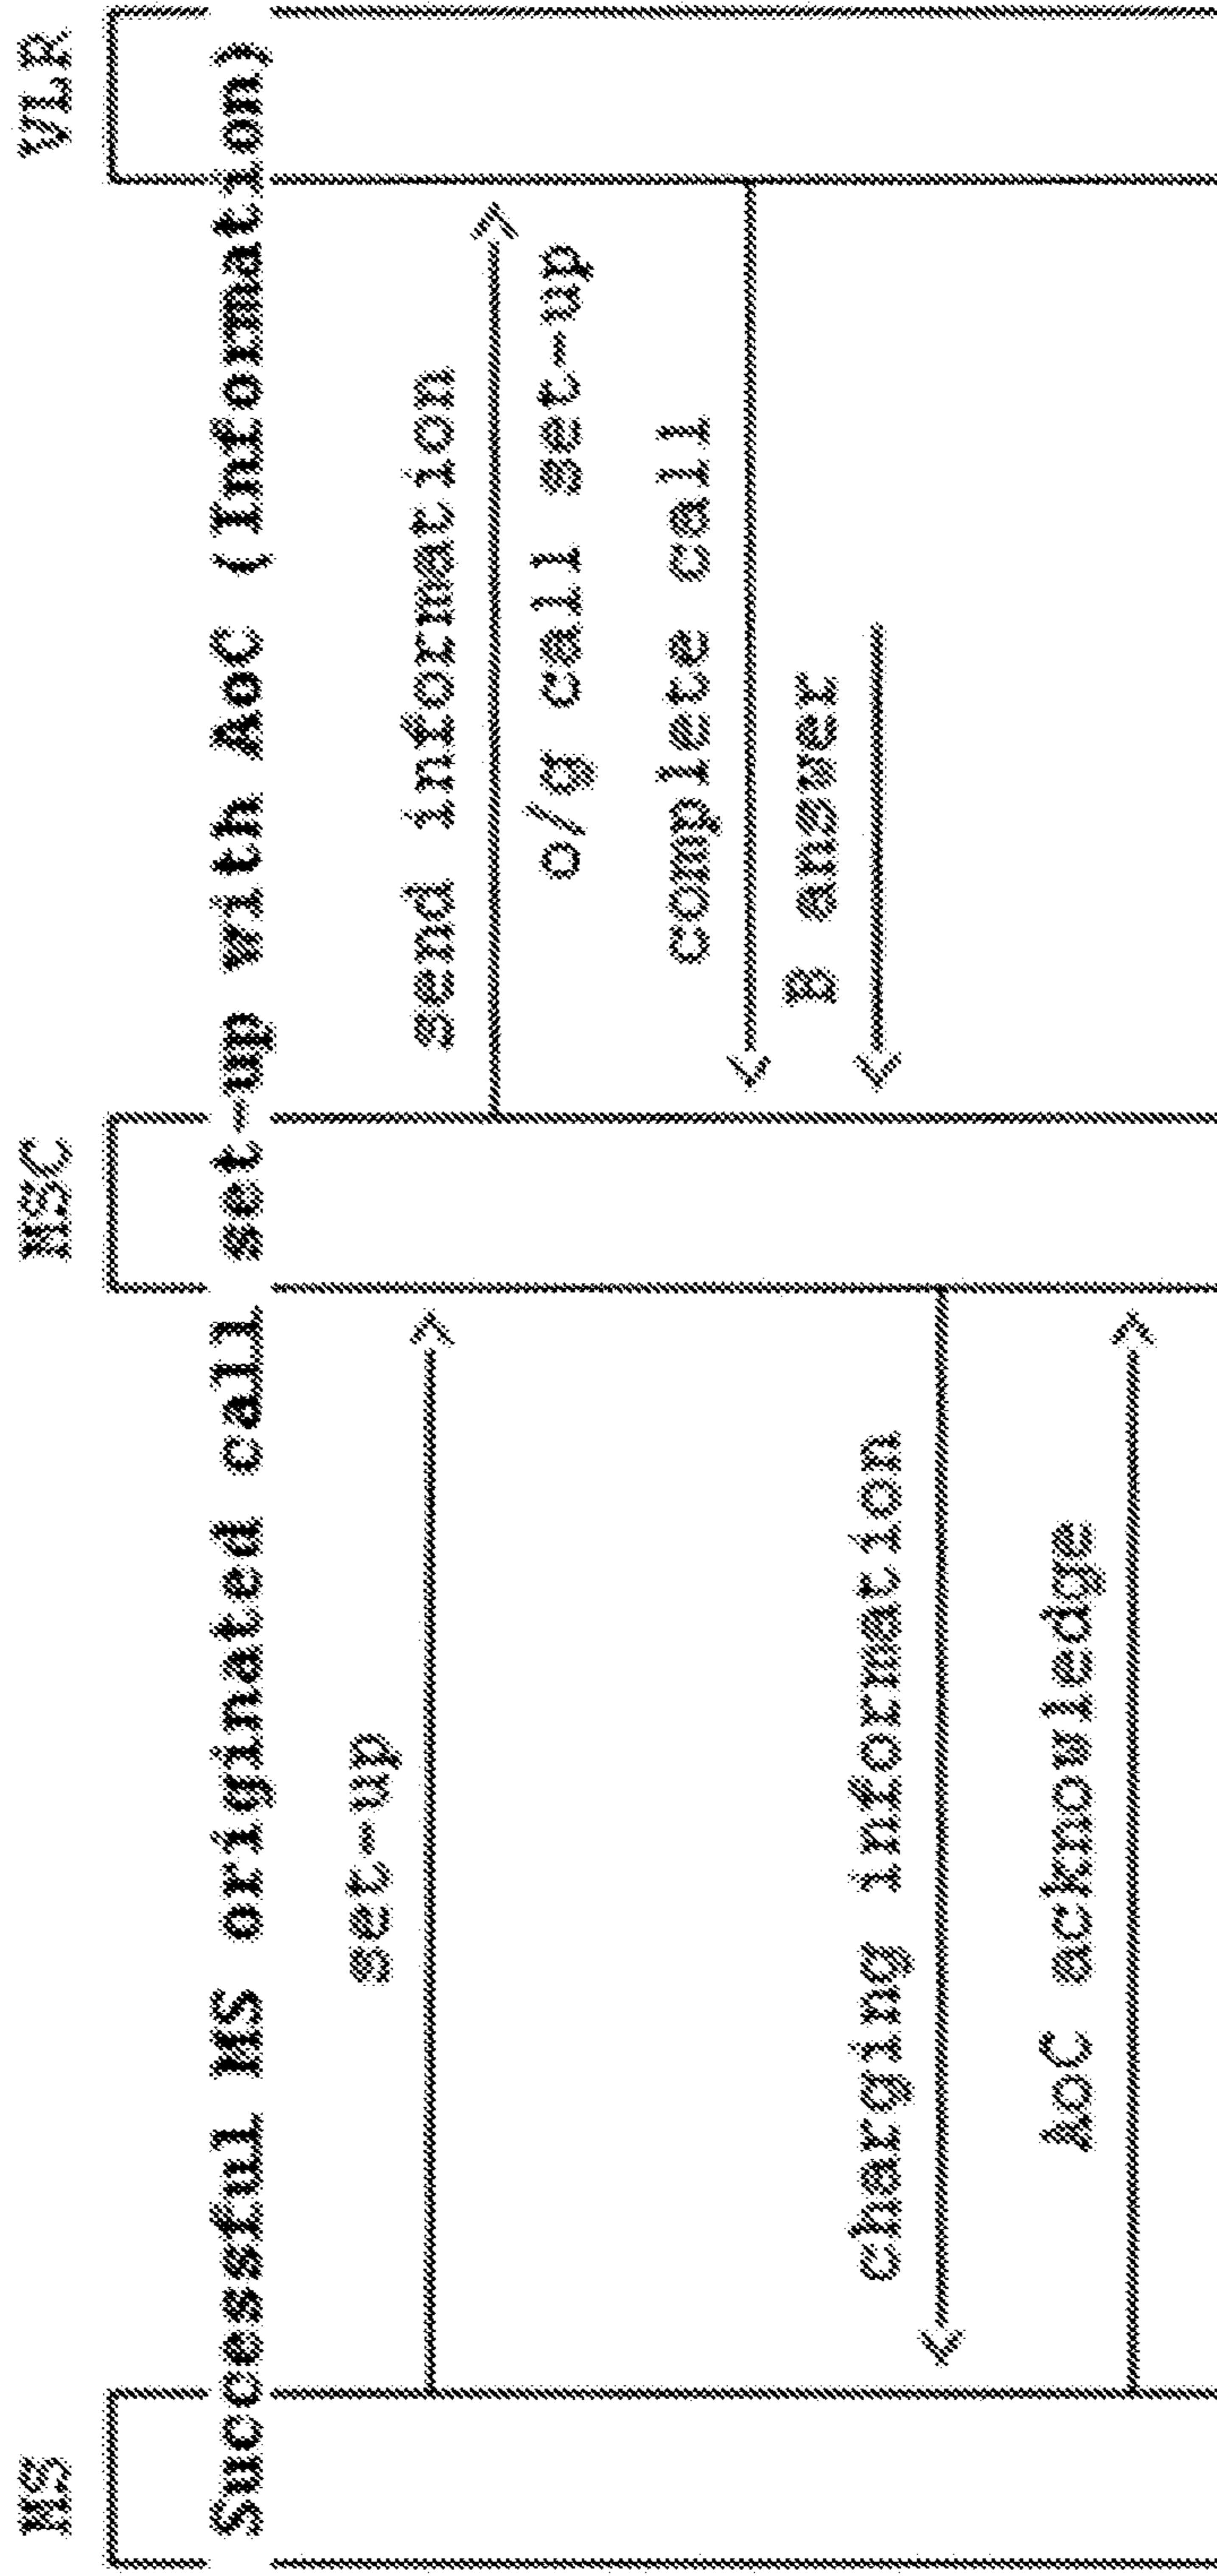 MS MSC VLR
Successful MS originated call set-up with AoC (Information)
set-up
send information
o/g call set-up
complete call
B answer
charging information
AoC acknowledge